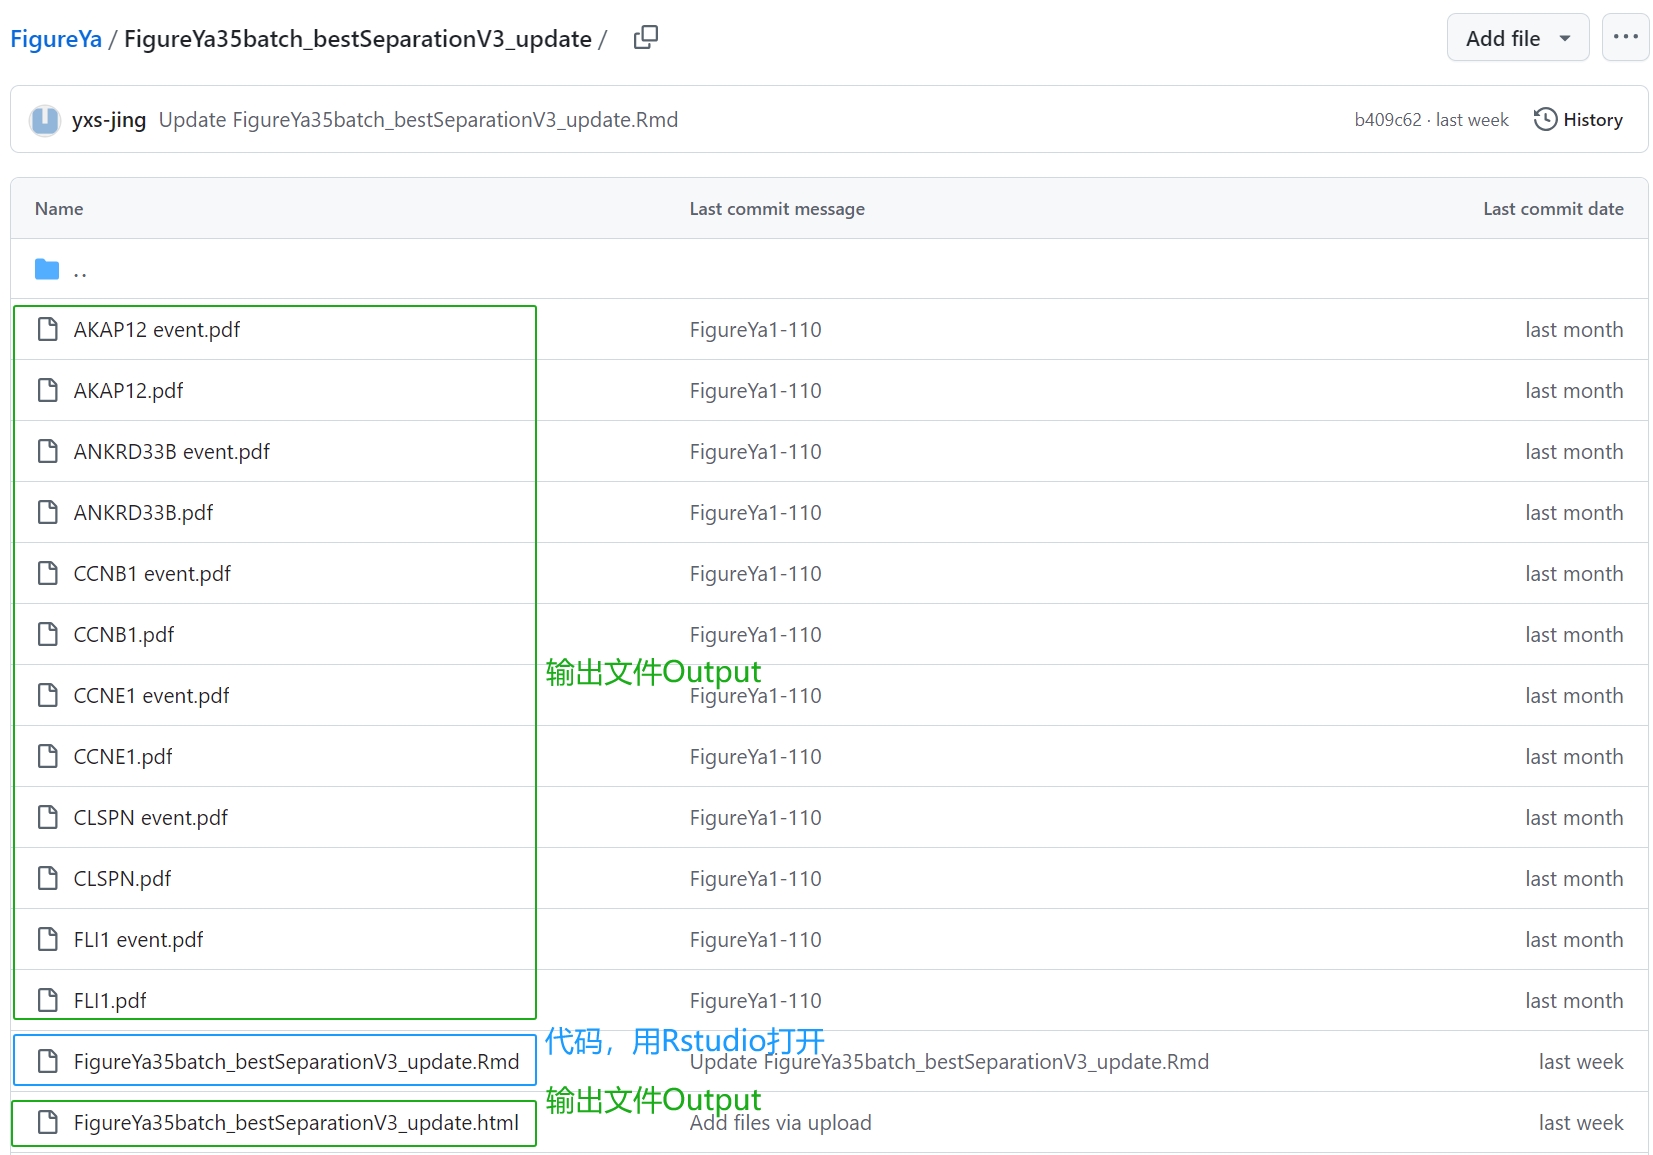 FigureYa / FigureYa35batch_bestSeparationV3_update /
Add file
yxs-jing Update FigureYa35batch_bestSeparationV3_update.Rmd
b409c62 · last week
History
Name Last commit message Last commit date
..
AKAP12 event.pdf FigureYa1-110 last month
AKAP12.pdf FigureYa1-110 last month
ANKRD33B event.pdf FigureYa1-110 last month
ANKRD33B.pdf FigureYa1-110 last month
CCNB1 event.pdf FigureYa1-110 last month
CCNB1.pdf FigureYa1-110 last month
输出文件Output
CCNE1 event.pdf FigureYa1-110 last month
CCNE1.pdf FigureYa1-110 last month
CLSPN event.pdf FigureYa1-110 last month
CLSPN.pdf FigureYa1-110 last month
FLI1 event.pdf FigureYa1-110 last month
FLI1.pdf FigureYa1-110 last month
代码，用Rstudio打开
FigureYa35batch_bestSeparationV3_update.Rmd Update FigureYa35batch_bestSeparationV3_update.Rmd last week
输出文件Output
FigureYa35batch_bestSeparationV3_update.html Add files via upload last week